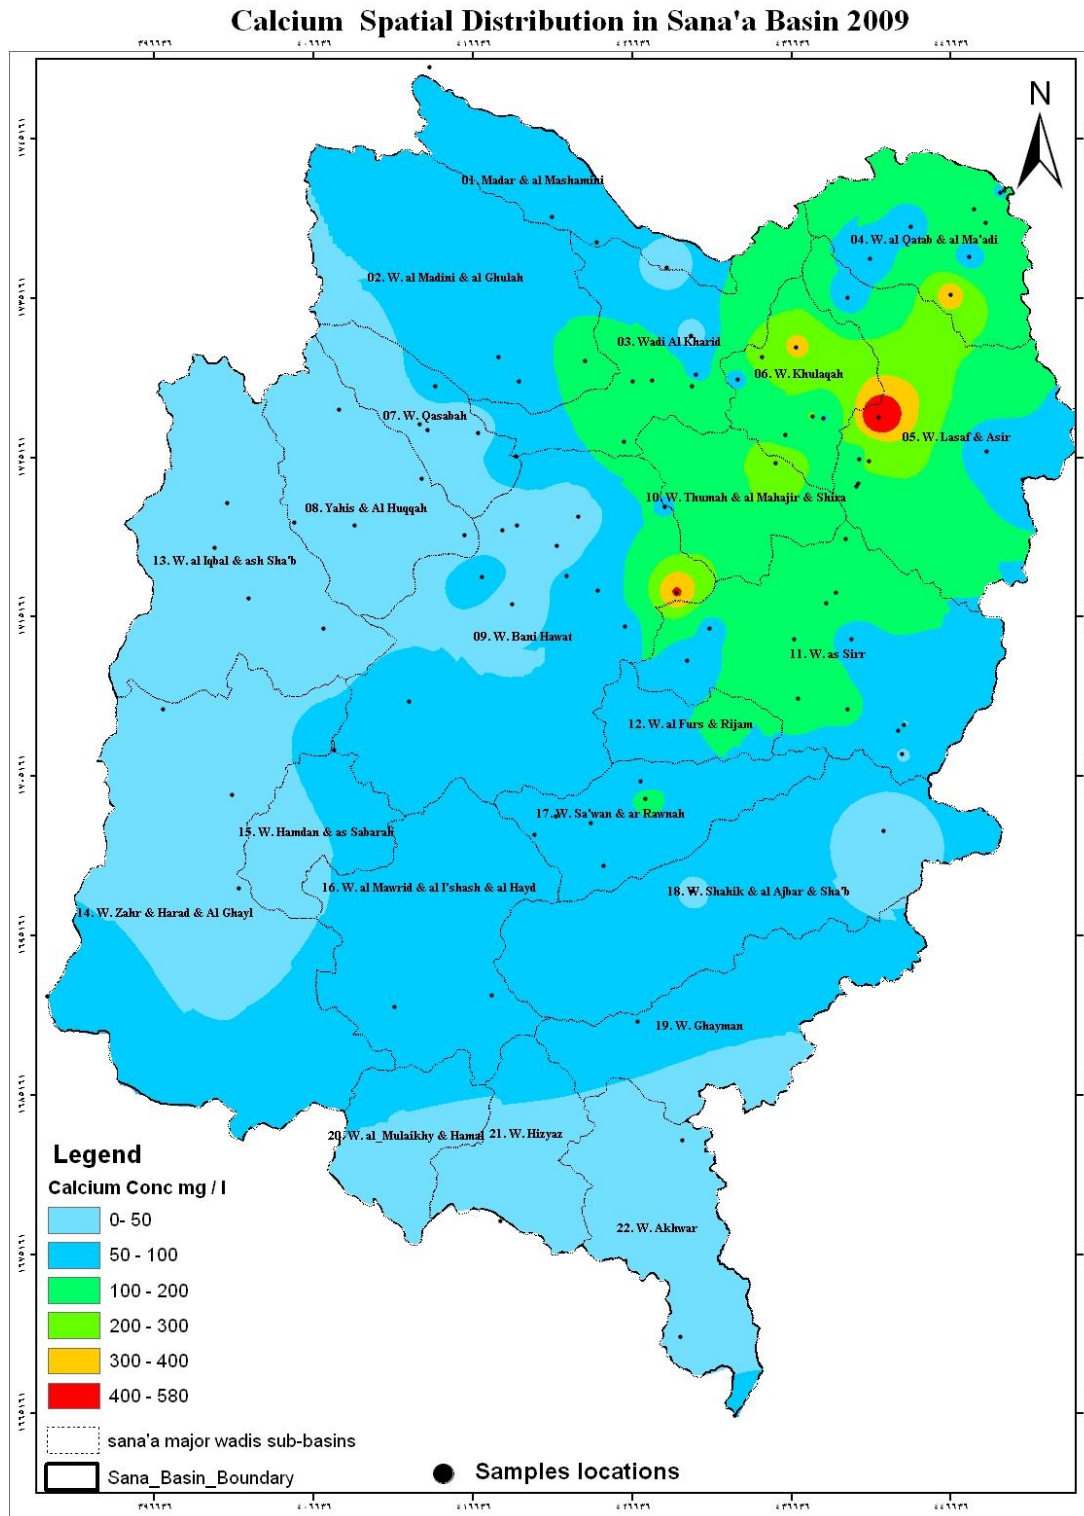 Calcium Spatial Distribution in Sana'a Basin 2009
N
01. Madar & al Mashamini
04. W. al Qatab & al Ma'adi
02. W. al Madini & al Ghulah
03. Wadi Al Kharid
06. W. Khulaqah
07. W. Qasabah
05. W. Lasaf & Asir
10. W. Thumah & al Mahajir & Shira
08. Yahis & Al Huqqah
13. W. al Iqbal & ash Sha'b
09. W. Bani Hawat
11. W. as Sirr
12. W. al Furs & Rijam
17. W. Sa'wan & ar Rawnah
15. W. Hamdan & as Sabarah
16. W. al Mawrid & al I'shash & al Hayd
18. W. Shahik & al Ajbar & Sha'b
14. W. Zahr & Harad & Al Ghayl
19. W. Ghayman
20. W. al_Mulaikhy & Hamal
21. W. Hizyaz
22. W. Akhwar
Legend
Calcium Conc mg / l
0- 50
50 - 100
100 - 200
200 - 300
300 - 400
400 - 580
sana'a major wadis sub-basins
Sana_Basin_Boundary
Samples locations